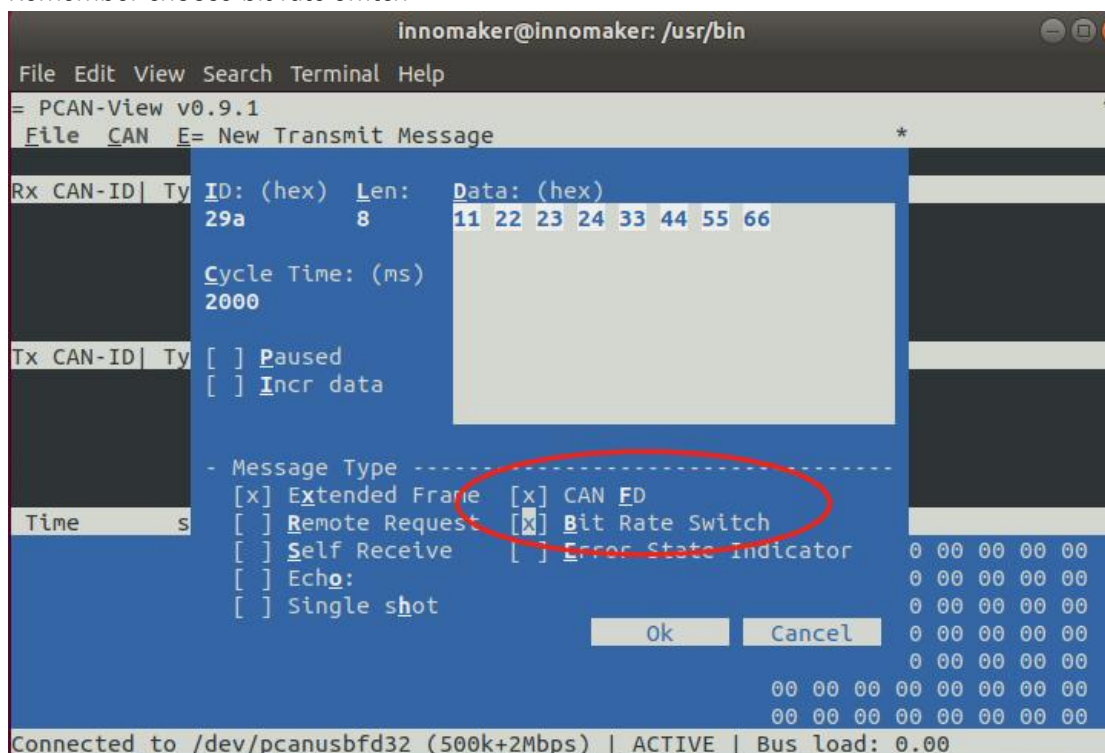 innomaker@innomaker: /usr/bin
File Edit View Search Terminal Help
= PCAN-View v0.9.1
File CAN E= New Transmit Message *
Rx CAN-ID| Ty ID: (hex) Len: Data: (hex)
29a 8 11 22 23 24 33 44 55 66
Cycle Time: (ms)
2000
Tx CAN-ID| Ty [ ] Paused
[ ] Incr data
- Message Type --------------------------------------
[x] Extended Frame [x] CAN FD
Time s [ ] Remote Request [x] Bit Rate Switch
[ ] Self Receive [ ] Error State Indicator 0 00 00 00 00
[ ] Echo: 0 00 00 00 00
[ ] Single shot 0 00 00 00 00
Ok Cancel 0 00 00 00 00
0 00 00 00 00
00 00 00 00 00 00 00 00
00 00 00 00 00 00 00 00
Connected to /dev/pcanusbfd32 (500k+2Mbps) | ACTIVE | Bus load: 0.00